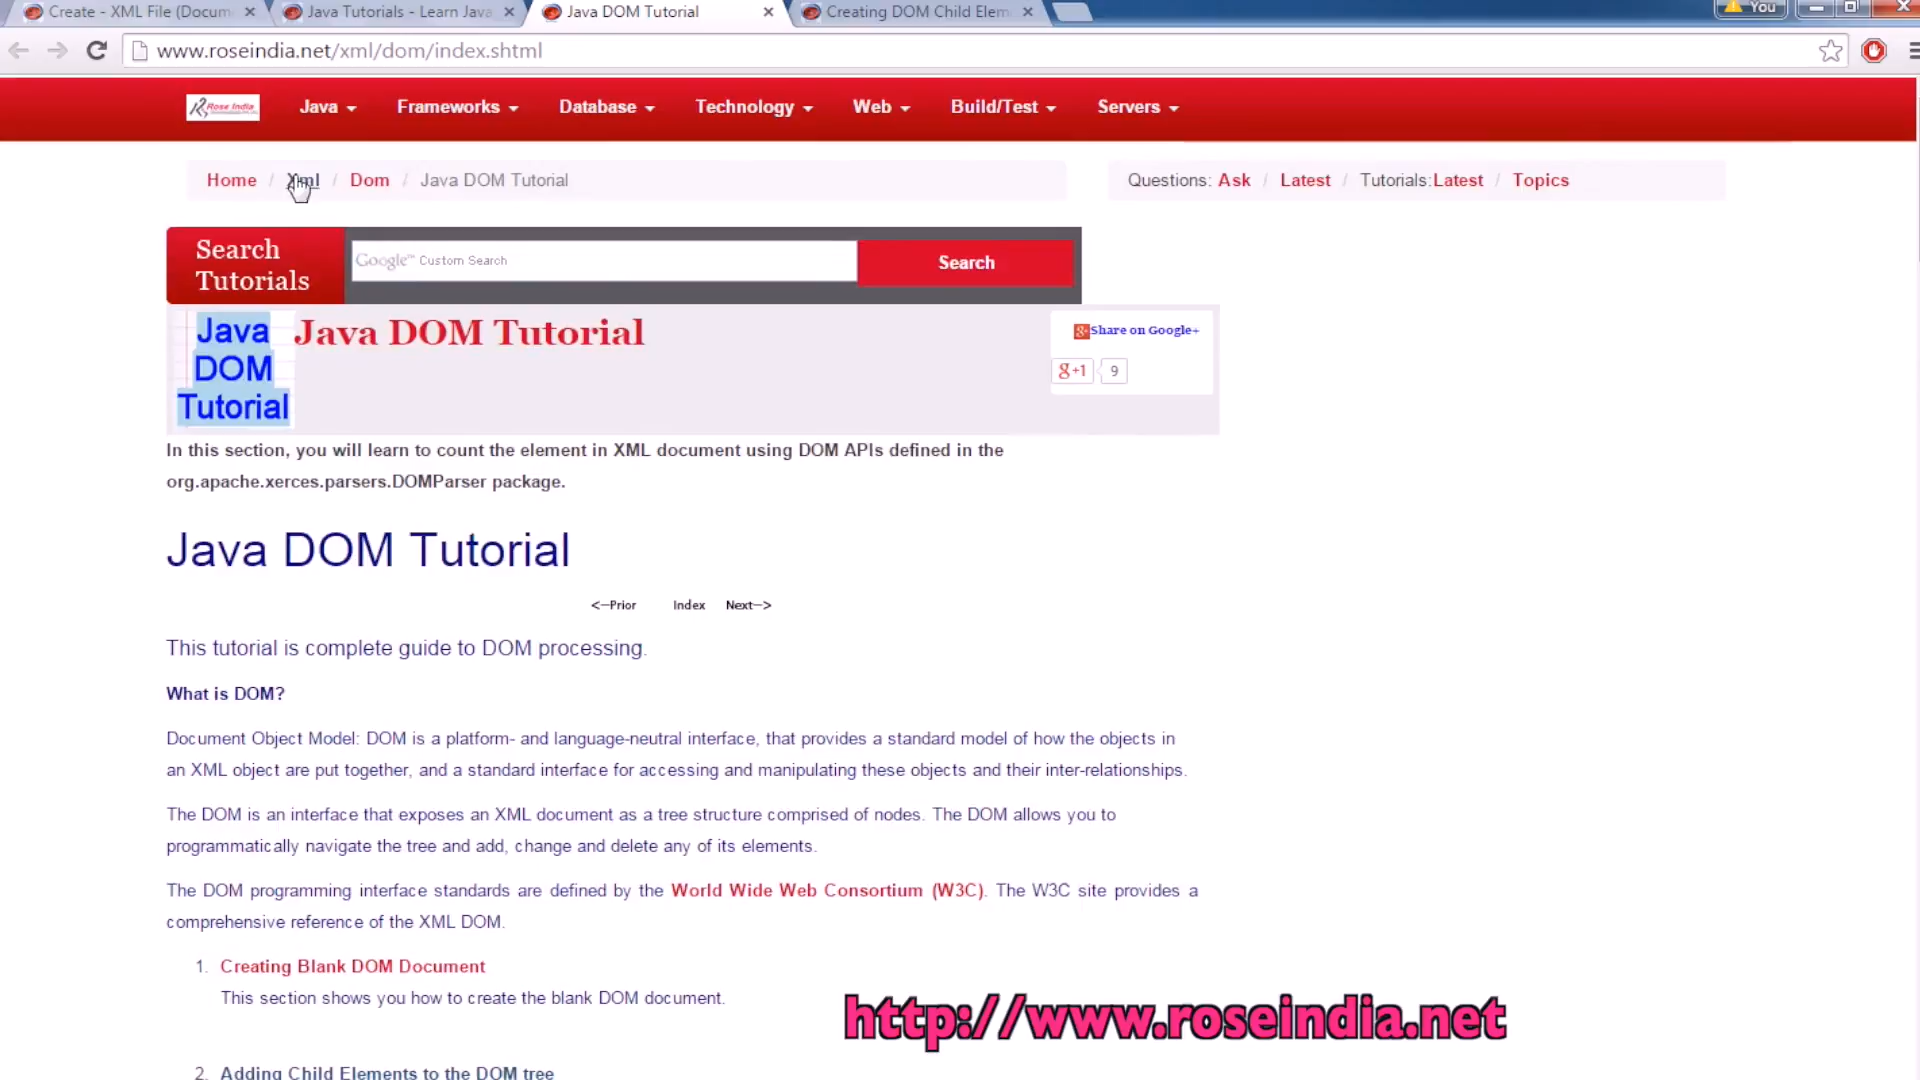 Create - XML File (Docum
Java Tutorials - Learn Java
Java DOM Tutorial
Creating DOM Child Elem
You
www.roseindia.net/xml/dom/index.shtml
Rose India
Java
Frameworks
Database
Technology
Web
Build/Test
Servers
Home / Xml / Dom / Java DOM Tutorial
Questions: Ask / Latest / Tutorials:Latest / Topics
Search
Tutorials
Google™ Custom Search
Search
Java
DOM
Tutorial
Java DOM Tutorial
Share on Google+
g+1
9
In this section, you will learn to count the element in XML document using DOM APIs defined in the
org.apache.xerces.parsers.DOMParser package.
Java DOM Tutorial
<--Prior Index Next-->
This tutorial is complete guide to DOM processing.
What is DOM?
Document Object Model: DOM is a platform- and language-neutral interface, that provides a standard model of how the objects in
an XML object are put together, and a standard interface for accessing and manipulating these objects and their inter-relationships.
The DOM is an interface that exposes an XML document as a tree structure comprised of nodes. The DOM allows you to
programmatically navigate the tree and add, change and delete any of its elements.
The DOM programming interface standards are defined by the World Wide Web Consortium (W3C). The W3C site provides a
comprehensive reference of the XML DOM.
1. Creating Blank DOM Document
This section shows you how to create the blank DOM document.
http://www.roseindia.net
2. Adding Child Elements to the DOM tree